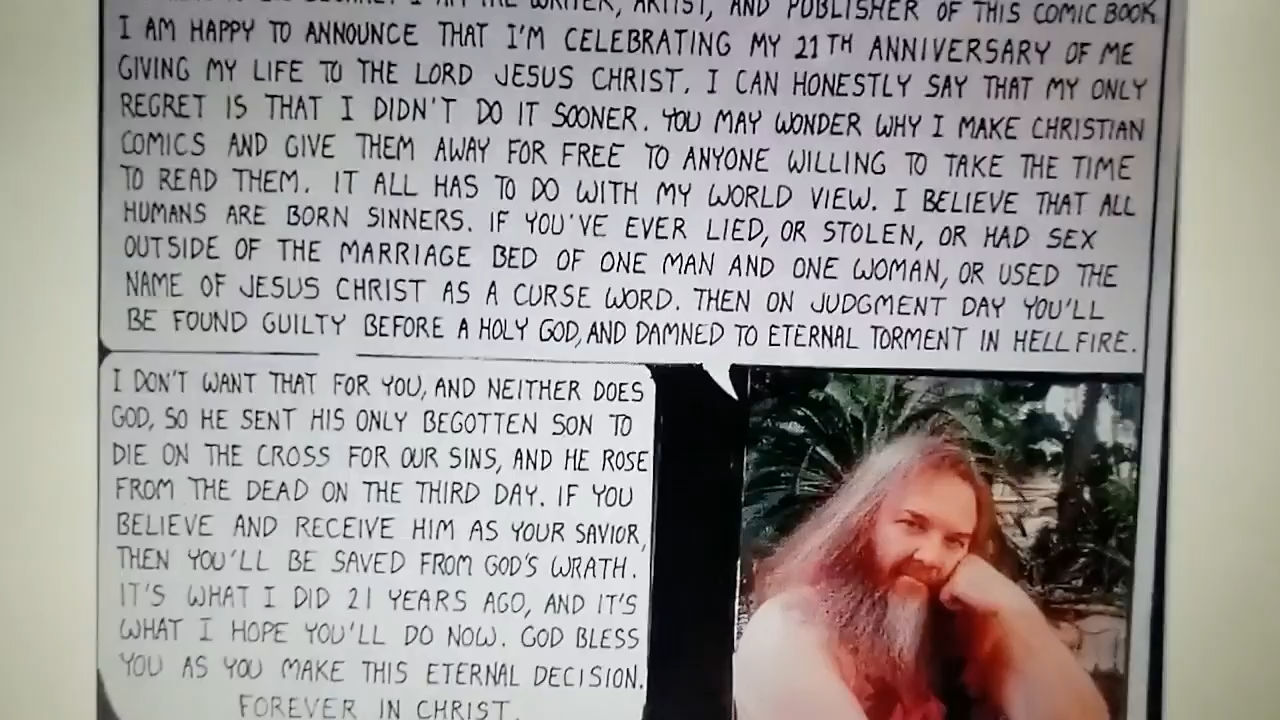 I AM THE WRITER, ARTIST, AND PUBLISHER OF THIS COMIC BOOK.
I AM HAPPY TO ANNOUNCE THAT I'M CELEBRATING MY 21TH ANNIVERSARY OF ME
GIVING MY LIFE TO THE LORD JESUS CHRIST. I CAN HONESTLY SAY THAT MY ONLY
REGRET IS THAT I DIDN'T DO IT SOONER. YOU MAY WONDER WHY I MAKE CHRISTIAN
COMICS AND GIVE THEM AWAY FOR FREE TO ANYONE WILLING TO TAKE THE TIME
TO READ THEM. IT ALL HAS TO DO WITH MY WORLD VIEW. I BELIEVE THAT ALL
HUMANS ARE BORN SINNERS. IF YOU'VE EVER LIED, OR STOLEN, OR HAD SEX
OUTSIDE OF THE MARRIAGE BED OF ONE MAN AND ONE WOMAN, OR USED THE
NAME OF JESUS CHRIST AS A CURSE WORD. THEN ON JUDGMENT DAY YOU'LL
BE FOUND GUILTY BEFORE A HOLY GOD, AND DAMNED TO ETERNAL TORMENT IN HELL FIRE.
I DON'T WANT THAT FOR YOU, AND NEITHER DOES
GOD, SO HE SENT HIS ONLY BEGOTTEN SON TO
DIE ON THE CROSS FOR OUR SINS, AND HE ROSE
FROM THE DEAD ON THE THIRD DAY. IF YOU
BELIEVE AND RECEIVE HIM AS YOUR SAVIOR,
THEN YOU'LL BE SAVED FROM GOD'S WRATH.
IT'S WHAT I DID 21 YEARS AGO, AND IT'S
WHAT I HOPE YOU'LL DO NOW. GOD BLESS
YOU AS YOU MAKE THIS ETERNAL DECISION.
FOREVER IN CHRIST,